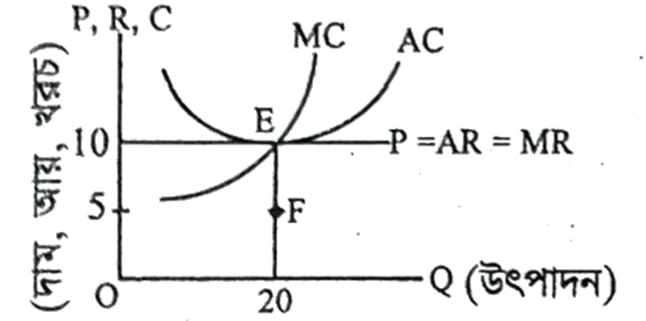 P, R, C
(দাম, আয়, খরচ)
MC
AC
E
10
P =AR = MR
5
F
O
20
Q (উৎপাদন)